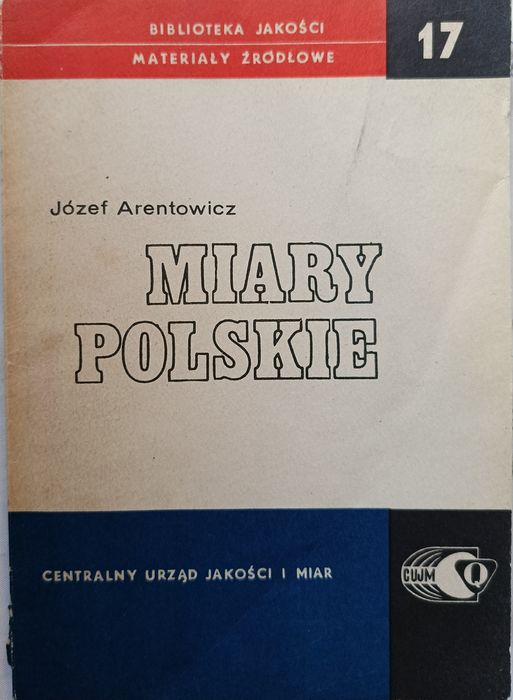 BIBLIOTEKA JAKOŚCI
MATERIAŁY ŹRÓDŁOWE
17
Józef Arentowicz
MIARY
POLSKIE
CENTRALNY URZĄD JAKOŚCI I MIAR
CUJM Q